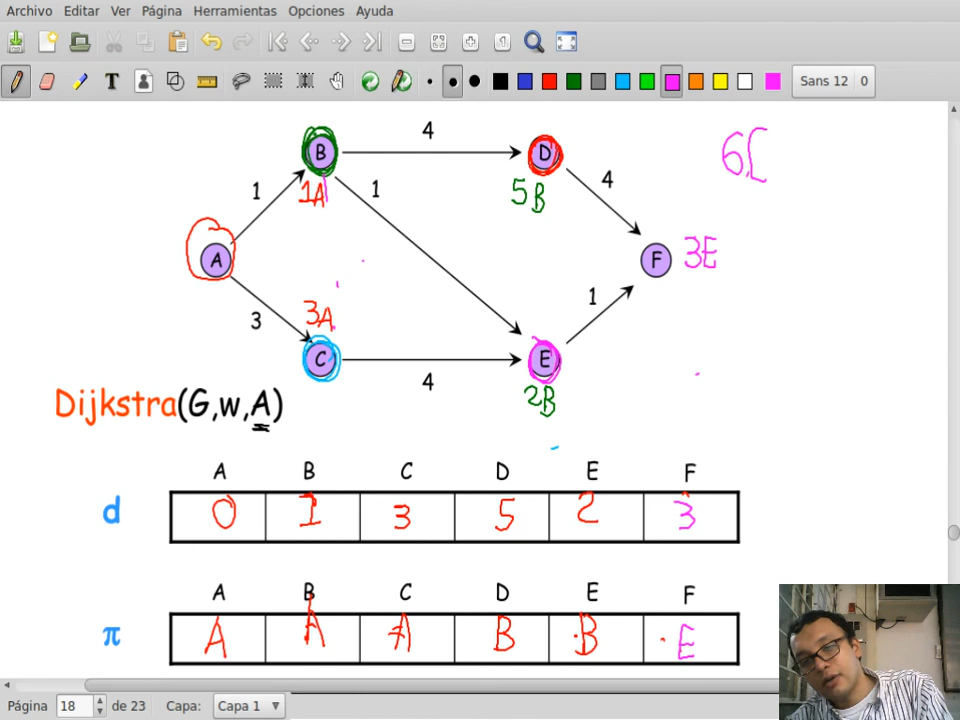 Archivo Editar Ver Página Herramientas Opciones Ayuda
T Sans 12 0
B 4 D 6,
1A 5B 4
1 1
A F 3E
3 3A 1
C E
4 2B
Dijkstra(G,w,A)
A B C D E F
d 0 1 3 5 2 3
A B C D E F
π A A A B B E
Página 18 de 23 Capa: Capa 1